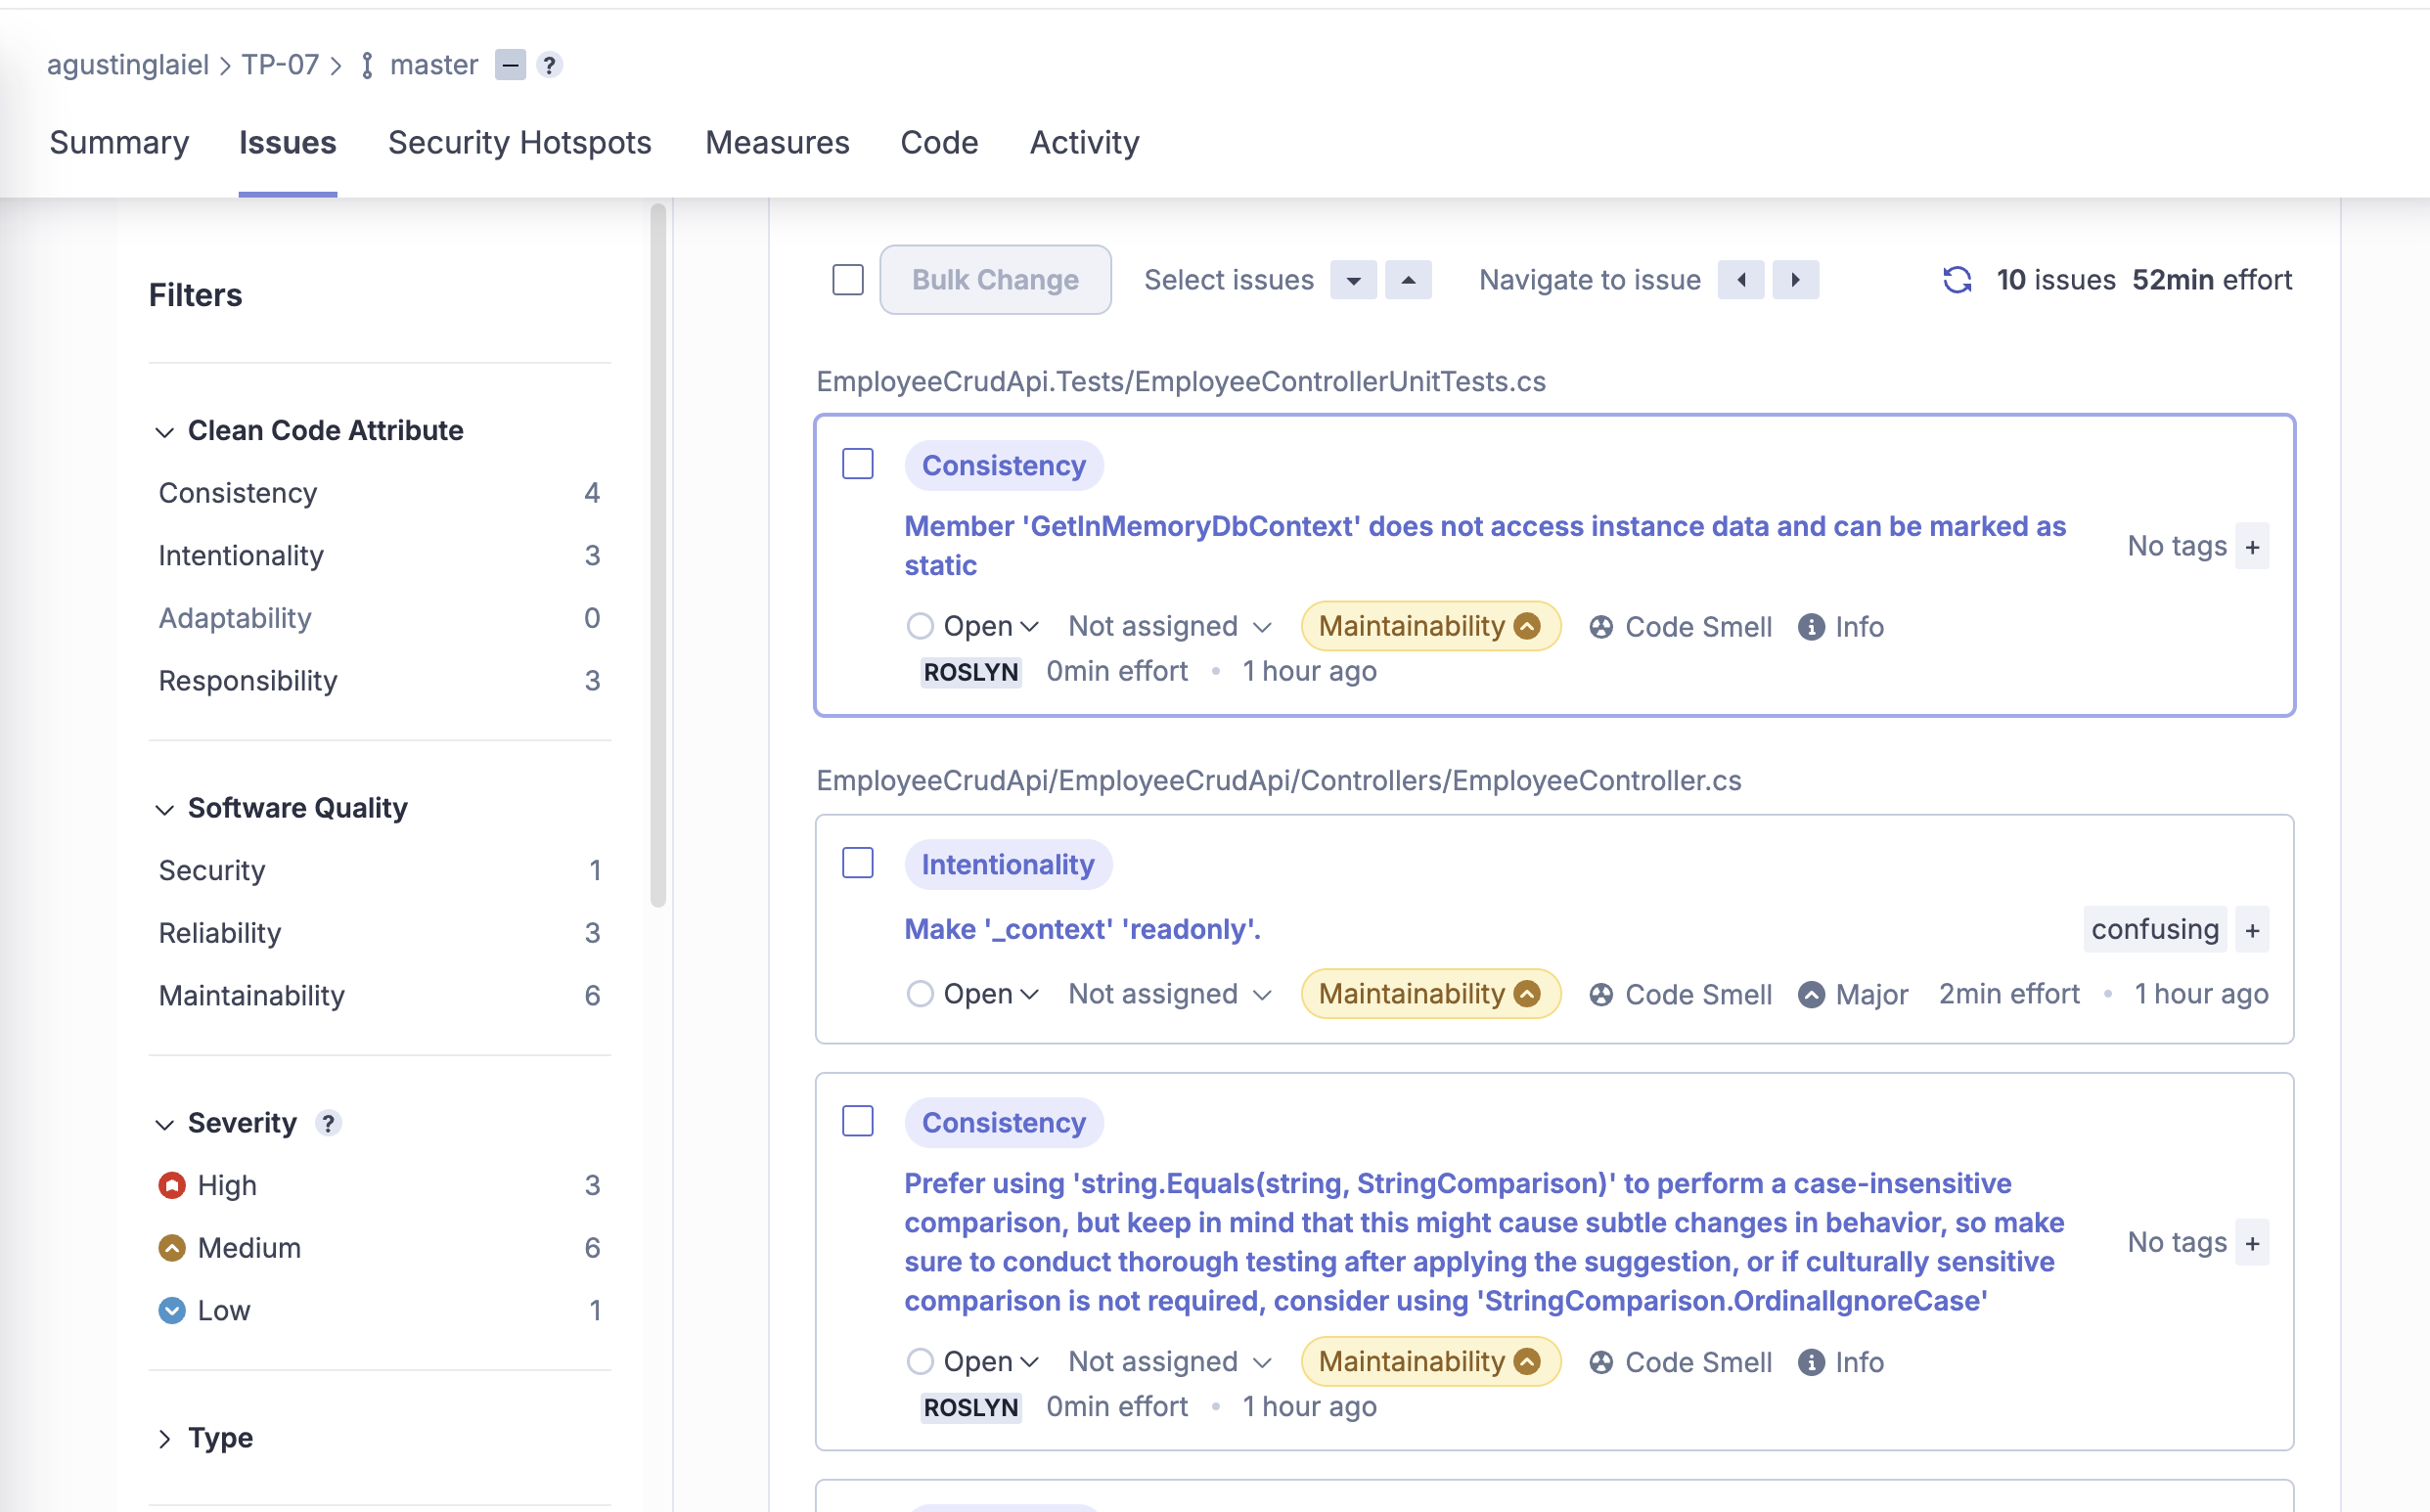 agustinglaiel > TP-07 > master ?
Summary Issues Security Hotspots Measures Code Activity
Filters
Clean Code Attribute
Consistency 4
Intentionality 3
Adaptability 0
Responsibility 3
Software Quality
Security 1
Reliability 3
Maintainability 6
Severity ?
High 3
Medium 6
Low 1
Type
Bulk Change Select issues Navigate to issue 10 issues 52min effort
EmployeeCrudApi.Tests/EmployeeControllerUnitTests.cs
Consistency
Member 'GetInMemoryDbContext' does not access instance data and can be marked as
static
No tags +
Open Not assigned Maintainability Code Smell Info
ROSLYN 0min effort • 1 hour ago
EmployeeCrudApi/EmployeeCrudApi/Controllers/EmployeeController.cs
Intentionality
Make '_context' 'readonly'.
confusing +
Open Not assigned Maintainability Code Smell Major 2min effort • 1 hour ago
Consistency
Prefer using 'string.Equals(string, StringComparison)' to perform a case-insensitive
comparison, but keep in mind that this might cause subtle changes in behavior, so make
sure to conduct thorough testing after applying the suggestion, or if culturally sensitive
comparison is not required, consider using 'StringComparison.OrdinalIgnoreCase'
No tags +
Open Not assigned Maintainability Code Smell Info
ROSLYN 0min effort • 1 hour ago